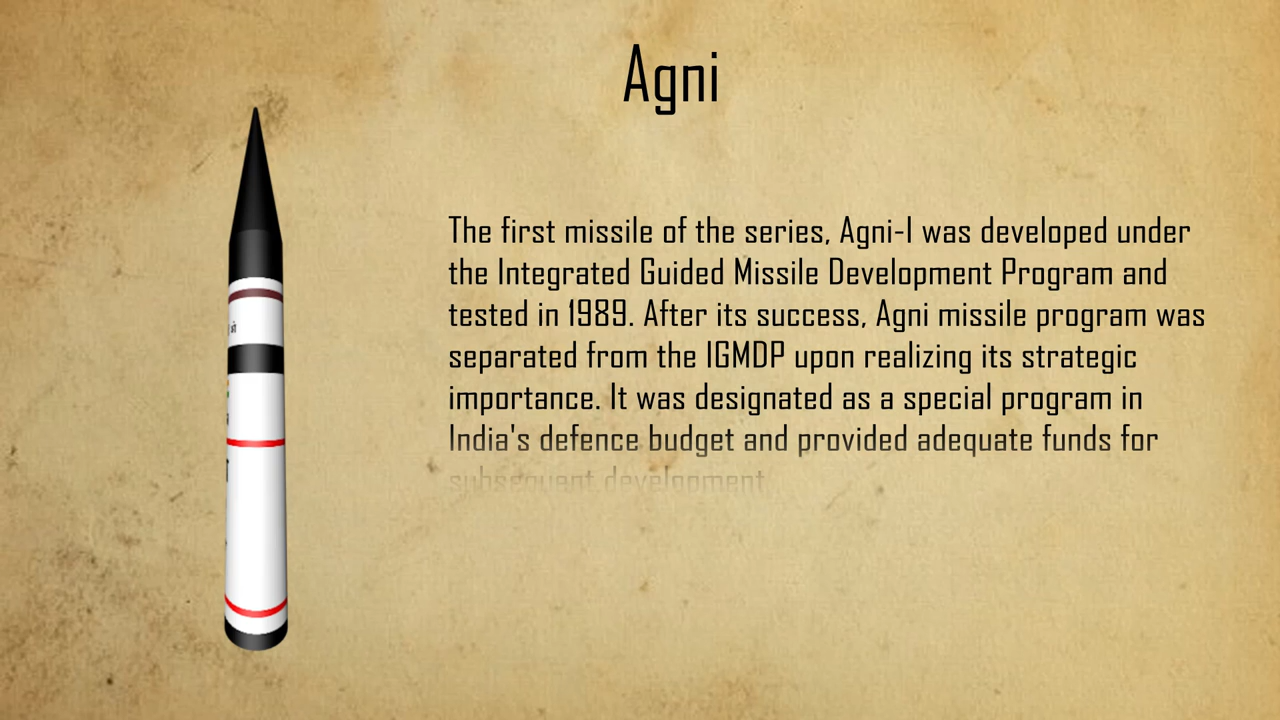 Agni
The first missile of the series, Agni-I was developed under
the Integrated Guided Missile Development Program and
tested in 1989. After its success, Agni missile program was
separated from the IGMDP upon realizing its strategic
importance. It was designated as a special program in
India's defence budget and provided adequate funds for
subsequent development